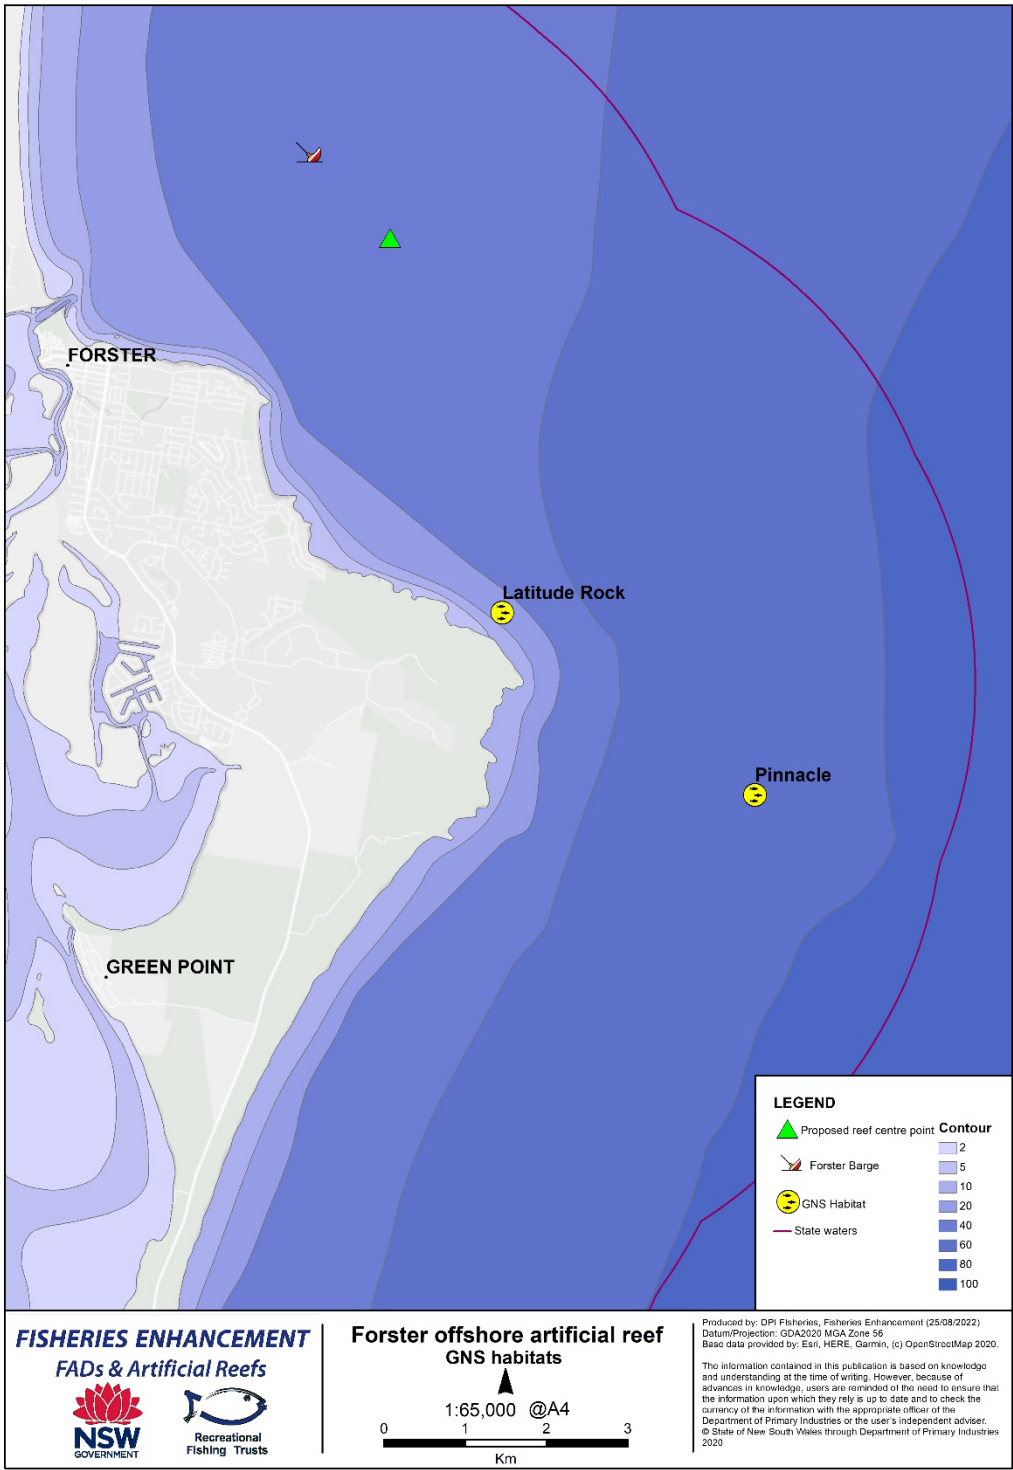 FORSTER
Latitude Rock
Pinnacle
GREEN POINT
LEGEND
Proposed reef centre point
Forster Barge
GNS Habitat
State waters
Contour
2
5
10
20
40
60
80
100
FISHERIES ENHANCEMENT
FADs & Artificial Reefs
NSW
GOVERNMENT
Recreational
Fishing Trusts
Forster offshore artificial reef
GNS habitats
1:65,000 @A4
0 1 2 3
Km
Produced by: DPI FIsheries, Fisheries Enhancement (25/08/2022)
Datum/Projection: GDA2020 MGA Zone 56
Base data provided by: Esri, HERE, Garmin, (c) OpenStreetMap 2020.
The information contained in this publication is based on knowledge
and understanding at the time of writing. However, because of
advances in knowledge, users are reminded of the need to ensure that
the information upon which they rely is up to date and to check the
currency of the information with the appropriate officer of the
Department of Primary Industries or the user's independent adviser.
© State of New South Wales through Department of Primary Industries
2020